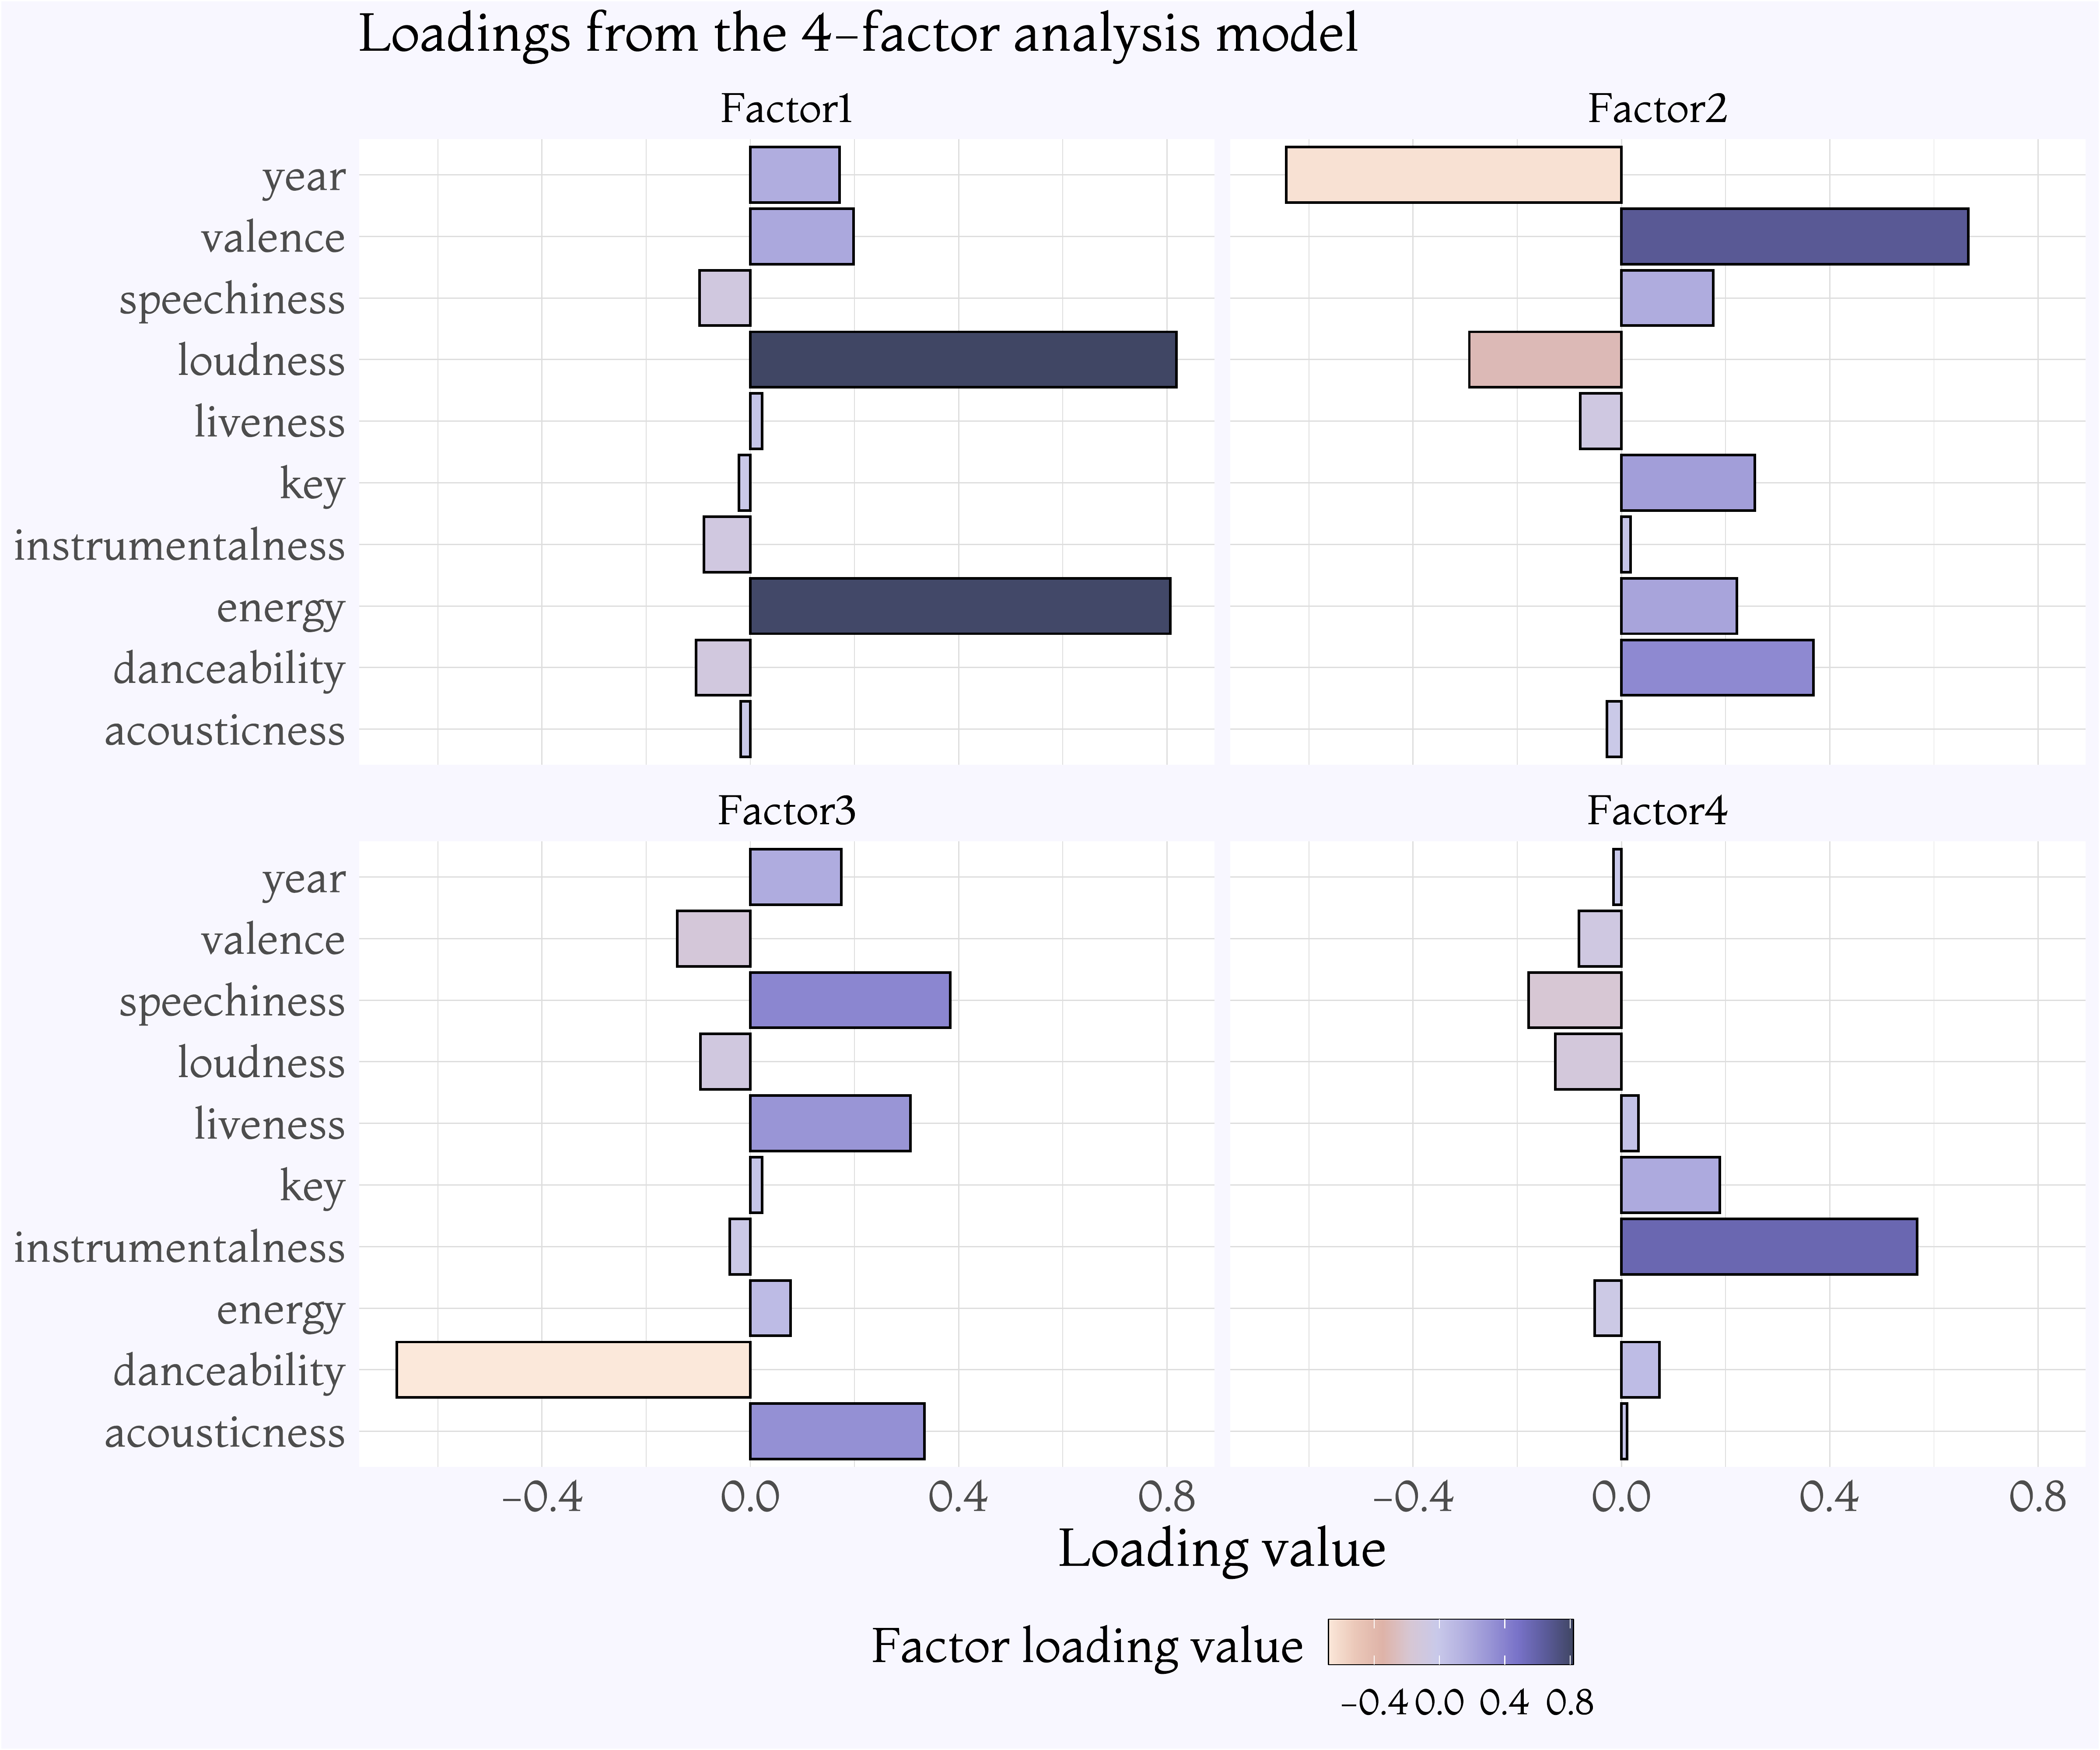 Loadings from the 4-factor analysis model
Factor1
Factor2
year
valence
speechiness
loudness
liveness
key
instrumentalness
energy
danceability
acousticness
Factor3
Factor4
year
valence
speechiness
loudness
liveness
key
instrumentalness
energy
danceability
acousticness
-0.4 0.0 0.4 0.8
-0.4 0.0 0.4 0.8
Loading value
Factor loading value
-0.4 0.0 0.4 0.8